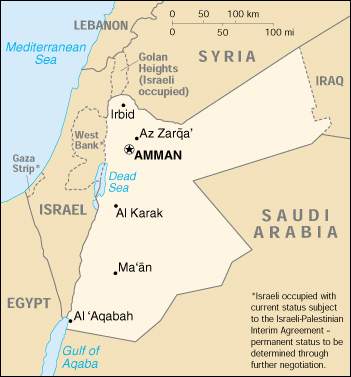 0 50 100 km
0 50 100 mi
LEBANON
Mediterranean
Sea
SYRIA
Golan
Heights
(Israeli
occupied)
IRAQ
Irbid
Az Zarqa’
West
Bank*
AMMAN
Gaza
Strip*
Dead
Sea
ISRAEL
Al Karak
SAUDI
ARABIA
Ma‘ān
EGYPT
Al ‘Aqabah
Gulf of
Aqaba
*Israeli occupied with
current status subject
to the Israeli-Palestinian
Interim Agreement –
permanent status to be
determined through
further negotiation.